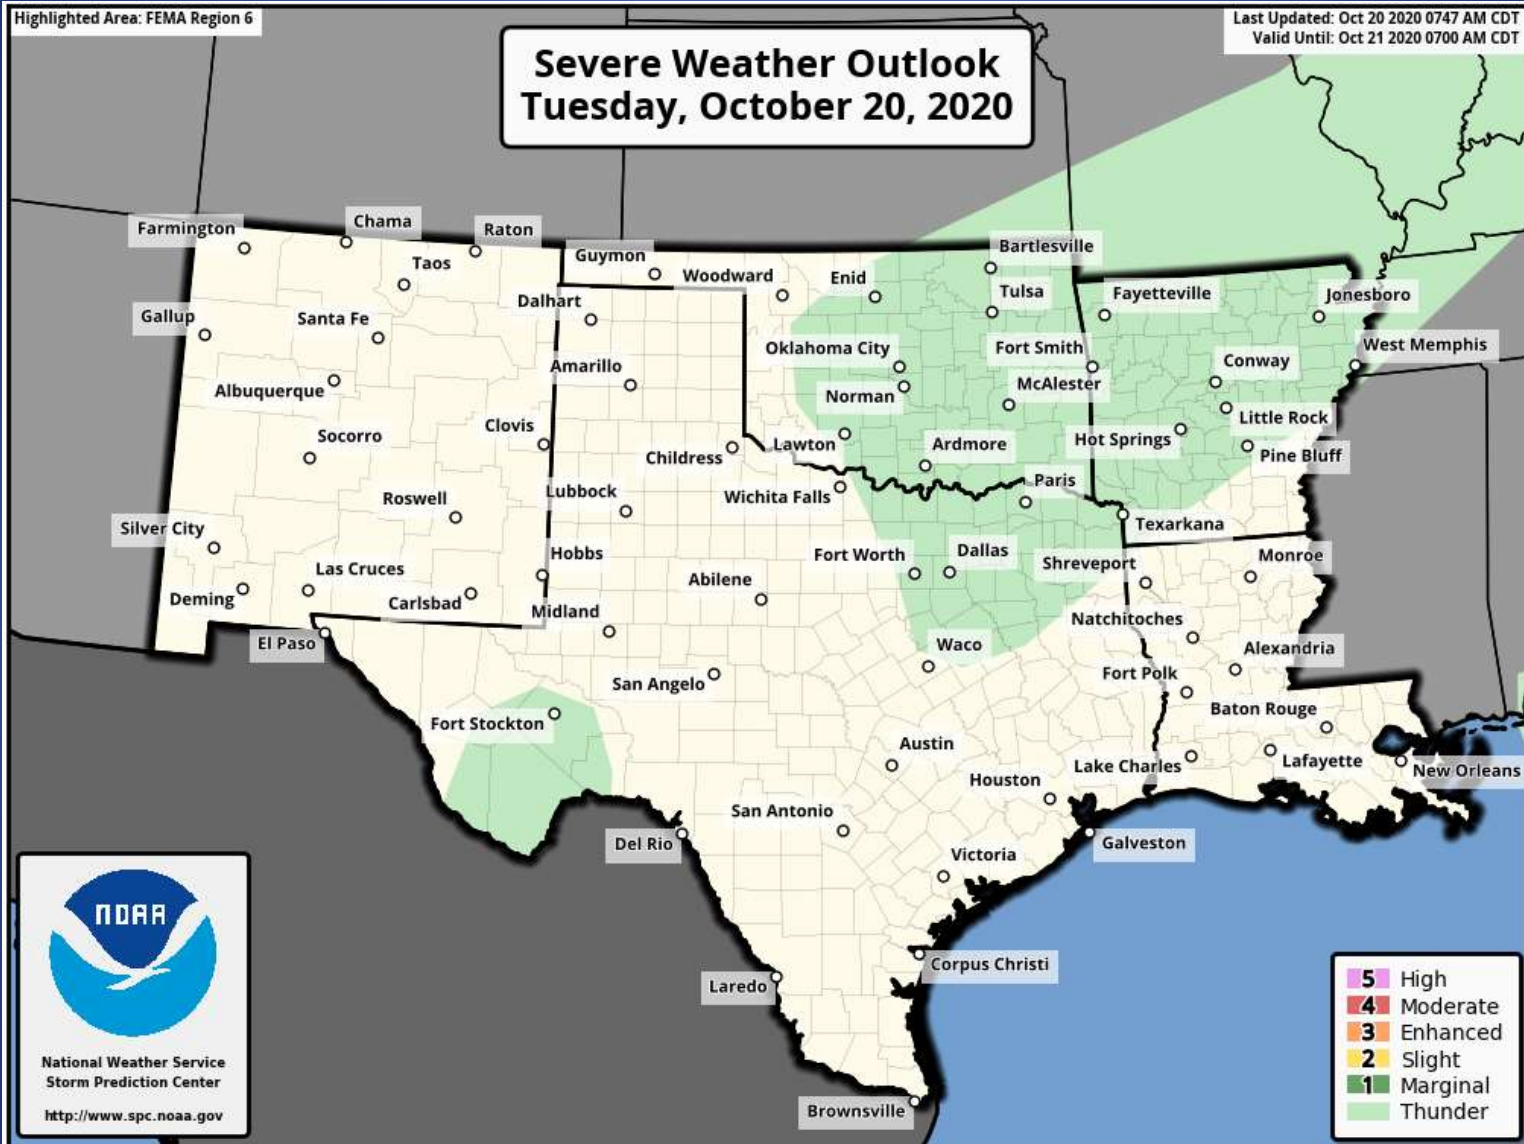 Highlighted Area: FEMA Region 6
Last Updated: Oct 20 2020 0747 AM CDT
Valid Until: Oct 21 2020 0700 AM CDT
Severe Weather Outlook
Tuesday, October 20, 2020
Farmington
Chama
Raton
Taos
Guymon
Woodward
Enid
Bartlesville
Tulsa
Fayetteville
Jonesboro
Gallup
Santa Fe
Dalhart
Oklahoma City
Fort Smith
West Memphis
Conway
Amarillo
Albuquerque
Norman
McAlester
Little Rock
Socorro
Clovis
Childress
Lawton
Ardmore
Hot Springs
Pine Bluff
Roswell
Lubbock
Wichita Falls
Paris
Texarkana
Silver City
Las Cruces
Hobbs
Abilene
Fort Worth
Dallas
Shreveport
Monroe
Deming
Carlsbad
Midland
Natchitoches
El Paso
San Angelo
Waco
Alexandria
Fort Polk
Fort Stockton
Baton Rouge
Austin
Houston
Lake Charles
Lafayette
New Orleans
San Antonio
Del Rio
Galveston
Victoria
Laredo
Corpus Christi
Brownsville
NOAA
National Weather Service
Storm Prediction Center
http://www.spc.noaa.gov
5 High
4 Moderate
3 Enhanced
2 Slight
1 Marginal
Thunder